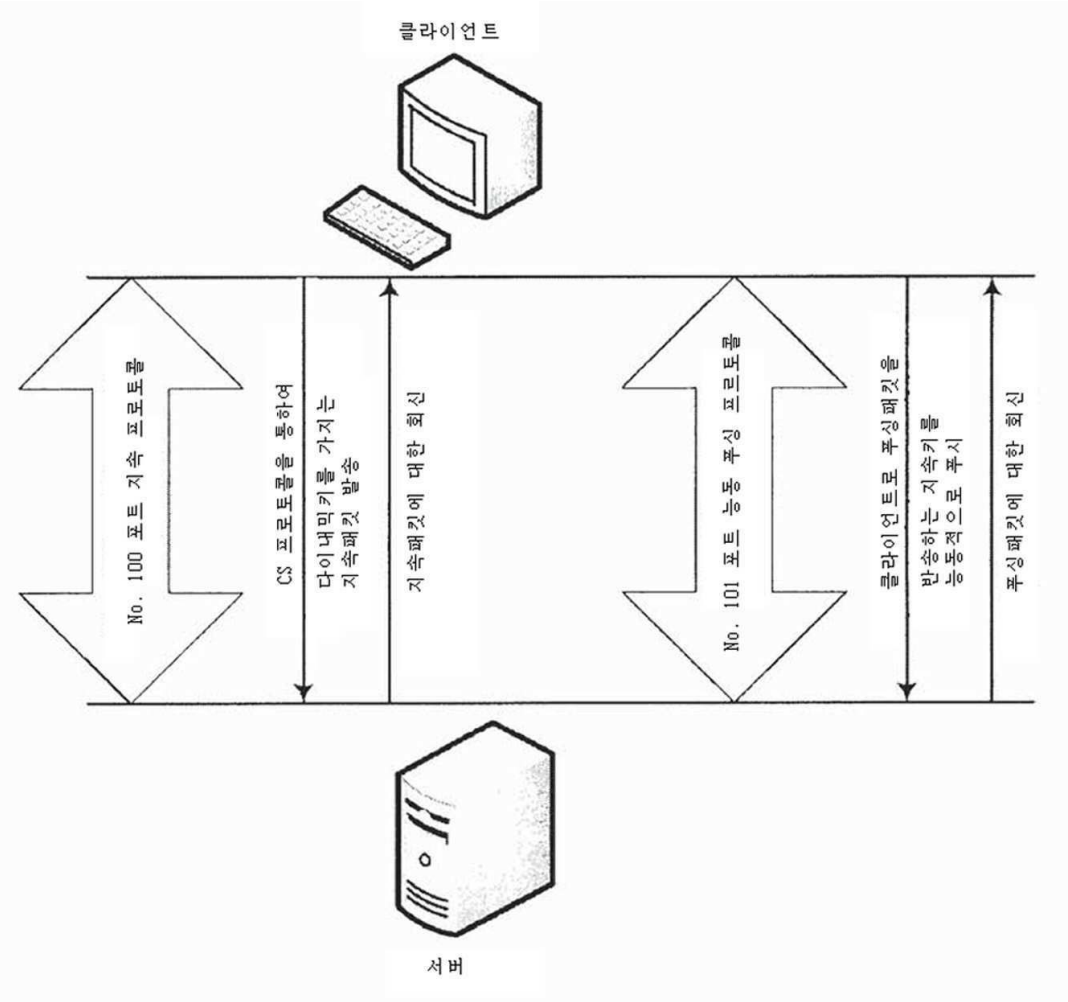 클라이언트
No. 100 포트 지속 프로토콜
CS 프로토콜을 통하여
다이내믹키를 가지는
지속패킷 발송
지속패킷에 대한 회신
No. 101 포트 능동 푸싱 프로토콜
클라이언트로 푸싱패킷을
발송하는 지속키를
능동적으로 푸시
푸싱패킷에 대한 회신
서버